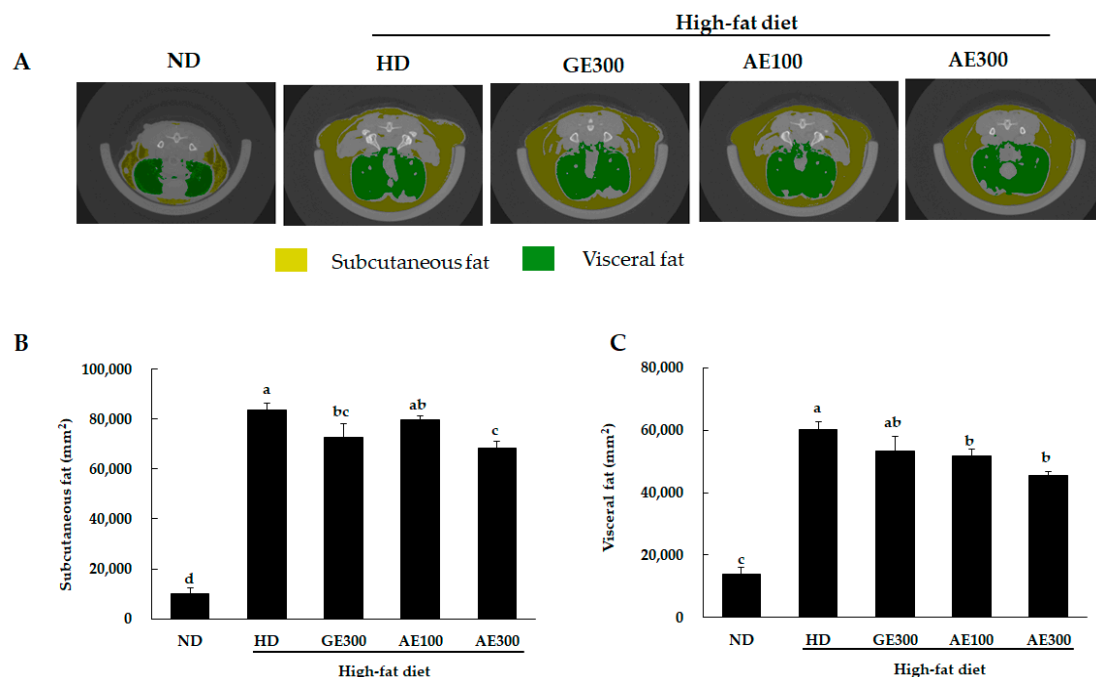 High-fat diet
A
ND
HD
GE300
AE100
AE300
Subcutaneous fat
Visceral fat
B
Subcutaneous fat (mm²)
100,000
80,000
60,000
40,000
20,000
0
a
bc
ab
c
d
ND
HD
GE300
AE100
AE300
High-fat diet
C
Visceral fat (mm²)
80,000
60,000
40,000
20,000
0
a
ab
b
b
c
ND
HD
GE300
AE100
AE300
High-fat diet